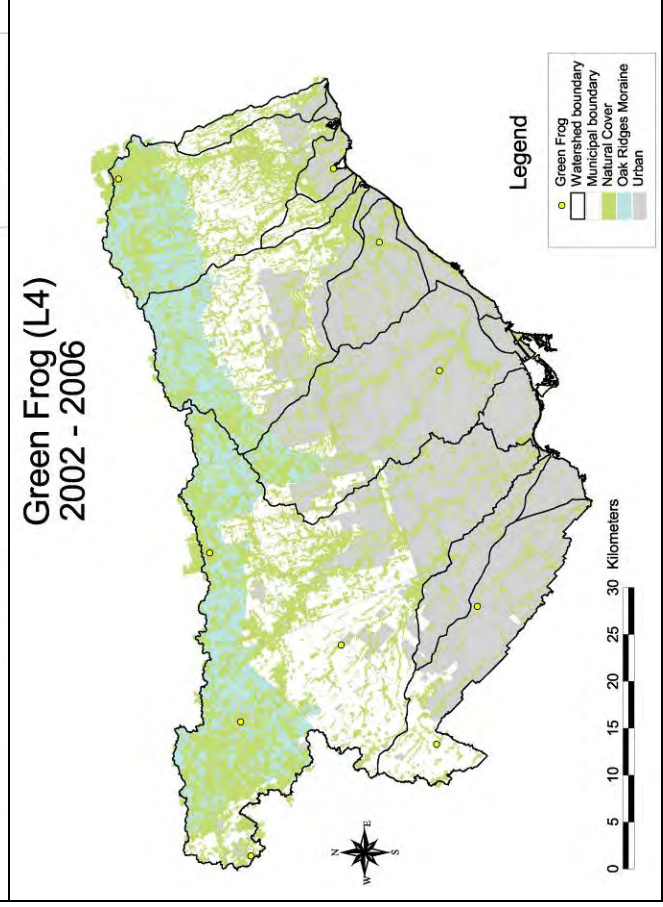 Green Frog (L4)
2002 - 2006
Legend
Green Frog
Watershed boundary
Municipal boundary
Natural Cover
Oak Ridges Moraine
Urban
N
W
E
S
0 5 10 15 20 25 30 Kilometers